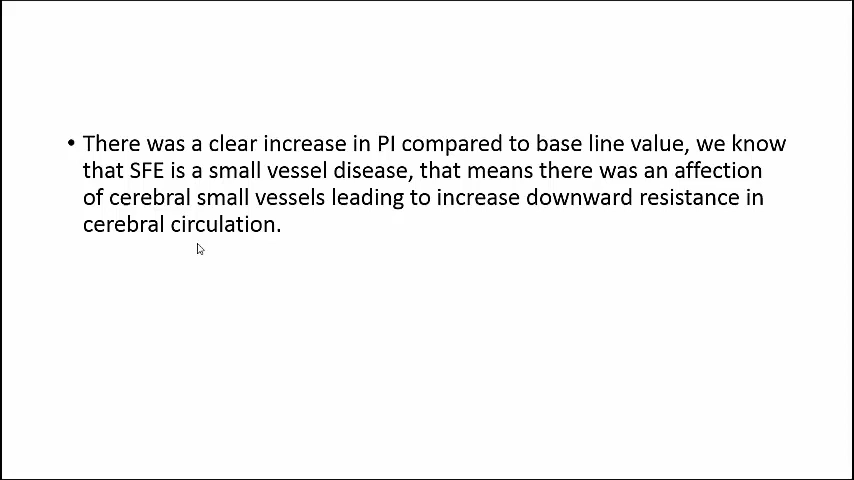 • There was a clear increase in PI compared to base line value, we know
that SFE is a small vessel disease, that means there was an affection
of cerebral small vessels leading to increase downward resistance in
cerebral circulation.